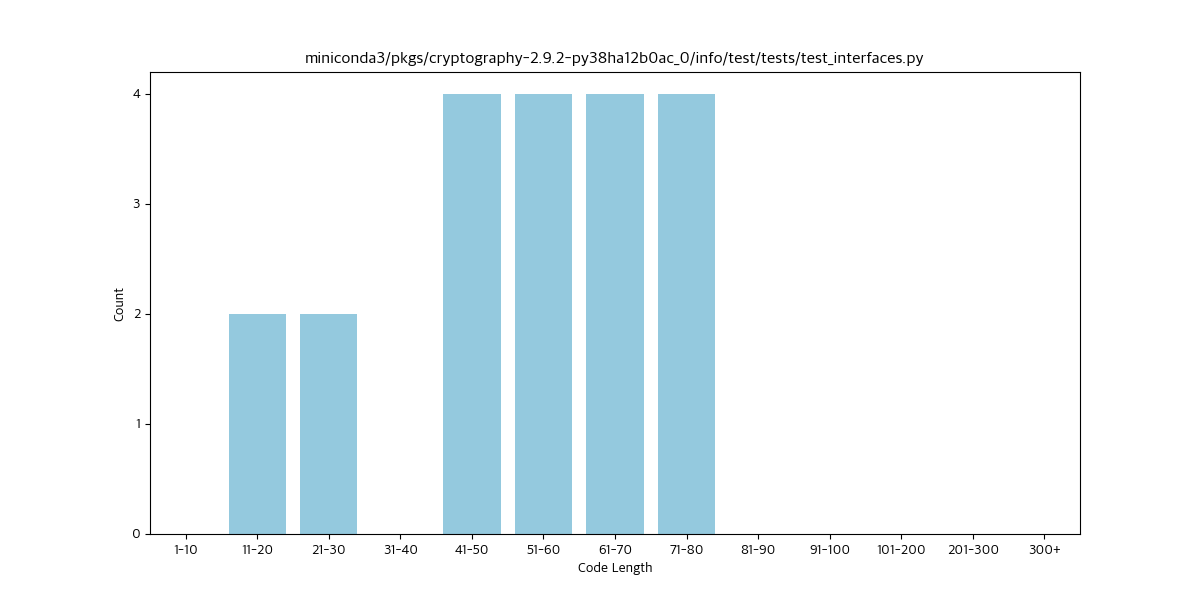 miniconda3/pkgs/cryptography-2.9.2-py38ha12b0ac_0/info/test/tests/test_interfaces.py
4
3
2
1
0
Count
1-10 11-20 21-30 31-40 41-50 51-60 61-70 71-80 81-90 91-100 101-200 201-300 300+
Code Length